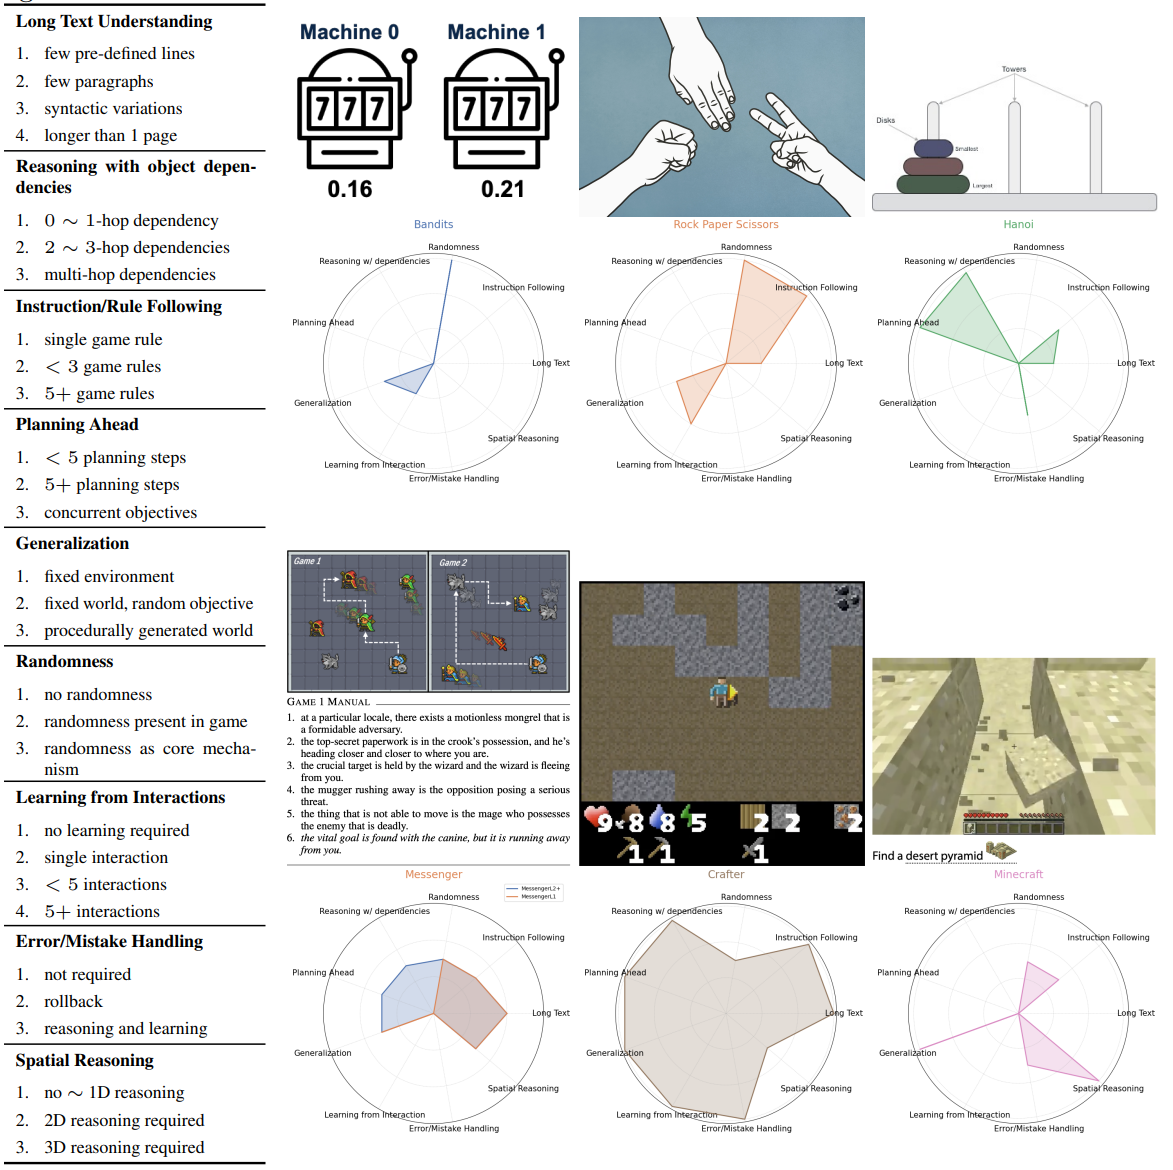 Long Text Understanding
1. few pre-defined lines
2. few paragraphs
3. syntactic variations
4. longer than 1 page
Reasoning with object depen-
dencies
1. 0 ∼ 1-hop dependency
2. 2 ∼ 3-hop dependencies
3. multi-hop dependencies
Instruction/Rule Following
1. single game rule
2. < 3 game rules
3. 5+ game rules
Planning Ahead
1. < 5 planning steps
2. 5+ planning steps
3. concurrent objectives
Generalization
1. fixed environment
2. fixed world, random objective
3. procedurally generated world
Randomness
1. no randomness
2. randomness present in game
3. randomness as core mecha-
nism
Learning from Interactions
1. no learning required
2. single interaction
3. < 5 interactions
4. 5+ interactions
Error/Mistake Handling
1. not required
2. rollback
3. reasoning and learning
Spatial Reasoning
1. no ∼ 1D reasoning
2. 2D reasoning required
3. 3D reasoning required
Machine 0
Machine 1
777
777
0.16
0.21
Towers
Disks
Smallest
Largest
Bandits
Randomness
Reasoning w/ dependencies
Instruction Following
Planning Ahead
Long Text
Generalization
Spatial Reasoning
Learning from Interaction
Error/Mistake Handling
Rock Paper Scissors
Randomness
Reasoning w/ dependencies
Instruction Following
Planning Ahead
Long Text
Generalization
Spatial Reasoning
Learning from Interaction
Error/Mistake Handling
Hanoi
Randomness
Reasoning w/ dependencies
Instruction Following
Planning Ahead
Long Text
Generalization
Spatial Reasoning
Learning from Interaction
Error/Mistake Handling
Game 1
Game 2
GAME 1 MANUAL
1. at a particular locale, there exists a motionless mongrel that is
a formidable adversary.
2. the top-secret paperwork is in the crook's possession, and he's
heading closer and closer to where you are.
3. the crucial target is held by the wizard and the wizard is fleeing
from you.
4. the mugger rushing away is the opposition posing a serious
threat.
5. the thing that is not able to move is the mage who possesses
the enemy that is deadly.
6. the vital goal is found with the canine, but it is running away
from you.
9 8 8 5 2 2 2
1 1 1
Find a desert pyramid
Messenger
MessengerL2+
MessengerL1
Randomness
Reasoning w/ dependencies
Instruction Following
Planning Ahead
Long Text
Generalization
Spatial Reasoning
Learning from Interaction
Error/Mistake Handling
Crafter
Randomness
Reasoning w/ dependencies
Instruction Following
Planning Ahead
Long Text
Generalization
Spatial Reasoning
Learning from Interaction
Error/Mistake Handling
Minecraft
Randomness
Reasoning w/ dependencies
Instruction Following
Planning Ahead
Long Text
Generalization
Spatial Reasoning
Learning from Interaction
Error/Mistake Handling